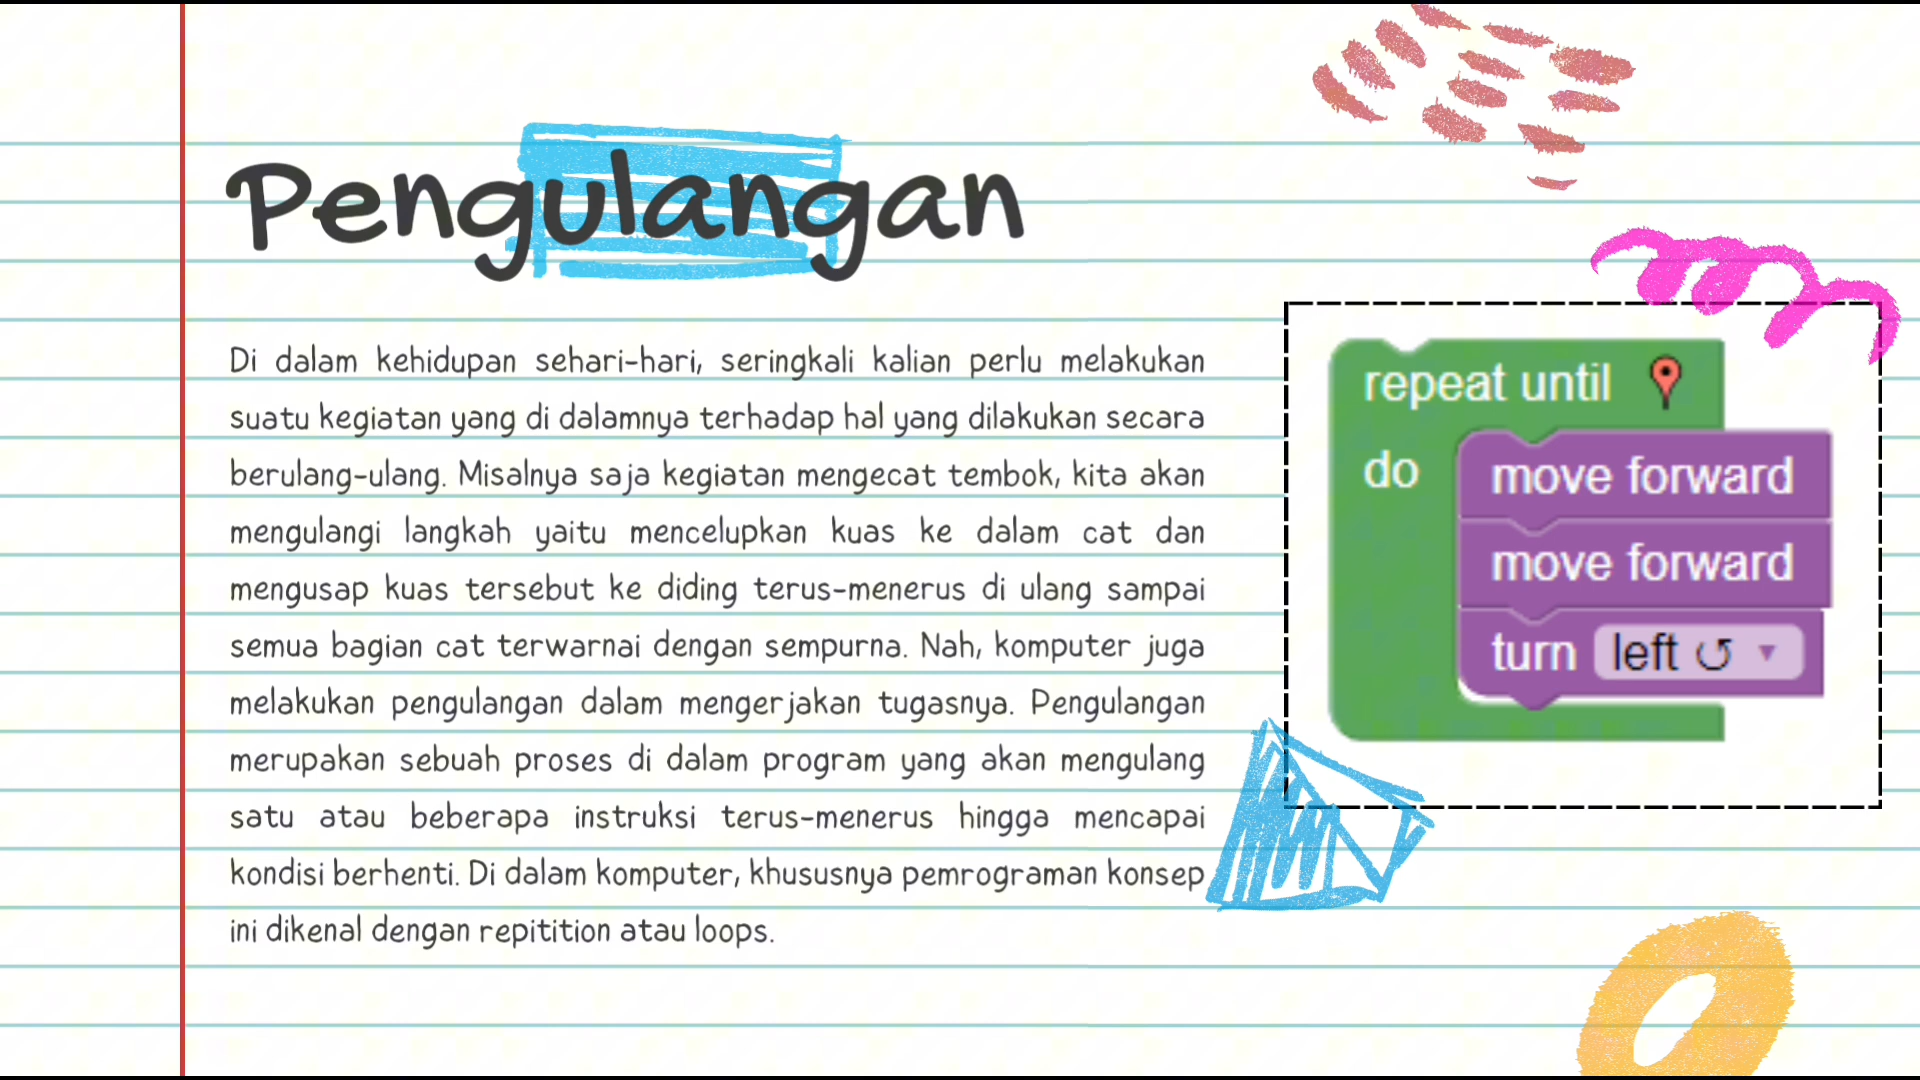 Pengulangan
Di dalam kehidupan sehari-hari, seringkali kalian perlu melakukan
suatu kegiatan yang di dalamnya terhadap hal yang dilakukan secara
berulang-ulang. Misalnya saja kegiatan mengecat tembok, kita akan
mengulangi langkah yaitu mencelupkan kuas ke dalam cat dan
mengusap kuas tersebut ke diding terus-menerus di ulang sampai
semua bagian cat terwarnai dengan sempurna. Nah, komputer juga
melakukan pengulangan dalam mengerjakan tugasnya. Pengulangan
merupakan sebuah proses di dalam program yang akan mengulang
satu atau beberapa instruksi terus-menerus hingga mencapai
kondisi berhenti. Di dalam komputer, khususnya pemrograman konsep
ini dikenal dengan repitition atau loops.
repeat until
do
move forward
move forward
turn left ↺ ▾